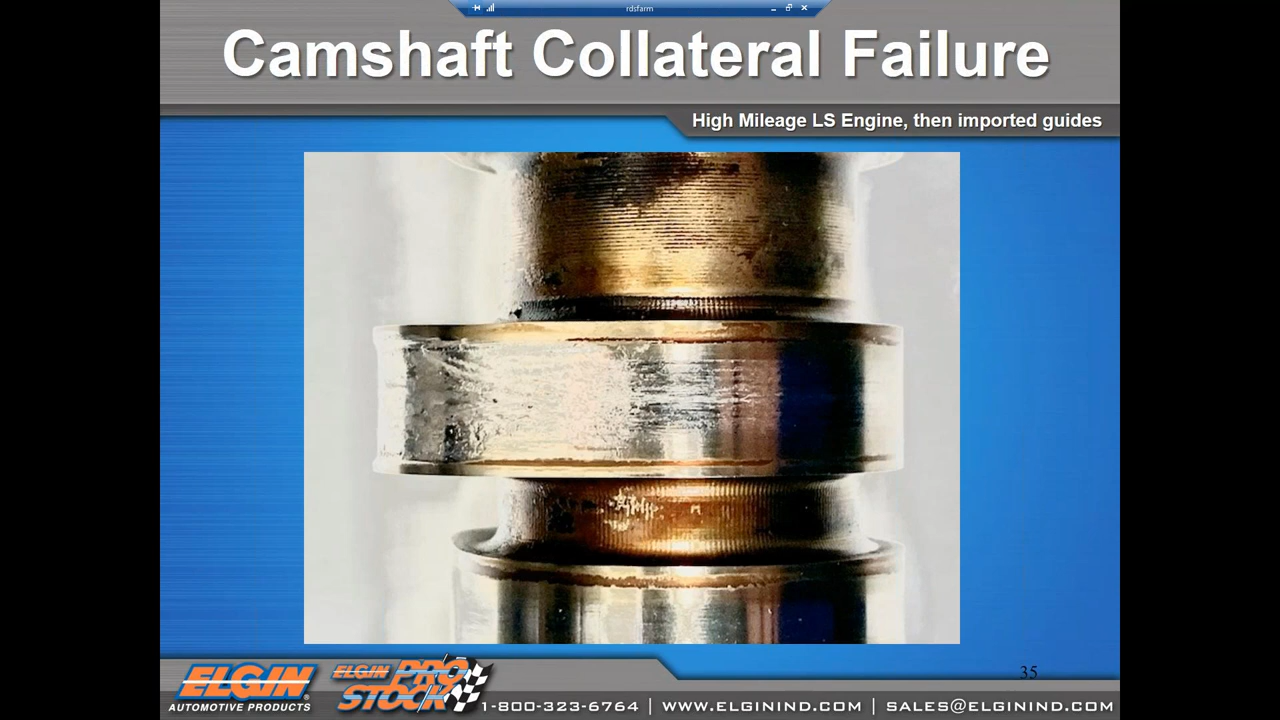 rdsfarm
Camshaft Collateral Failure
High Mileage LS Engine, then imported guides
35
ELGIN®
AUTOMOTIVE PRODUCTS
ELGIN PRO
STOCK
1-800-323-6764 | WWW.ELGININD.COM | SALES@ELGININD.COM